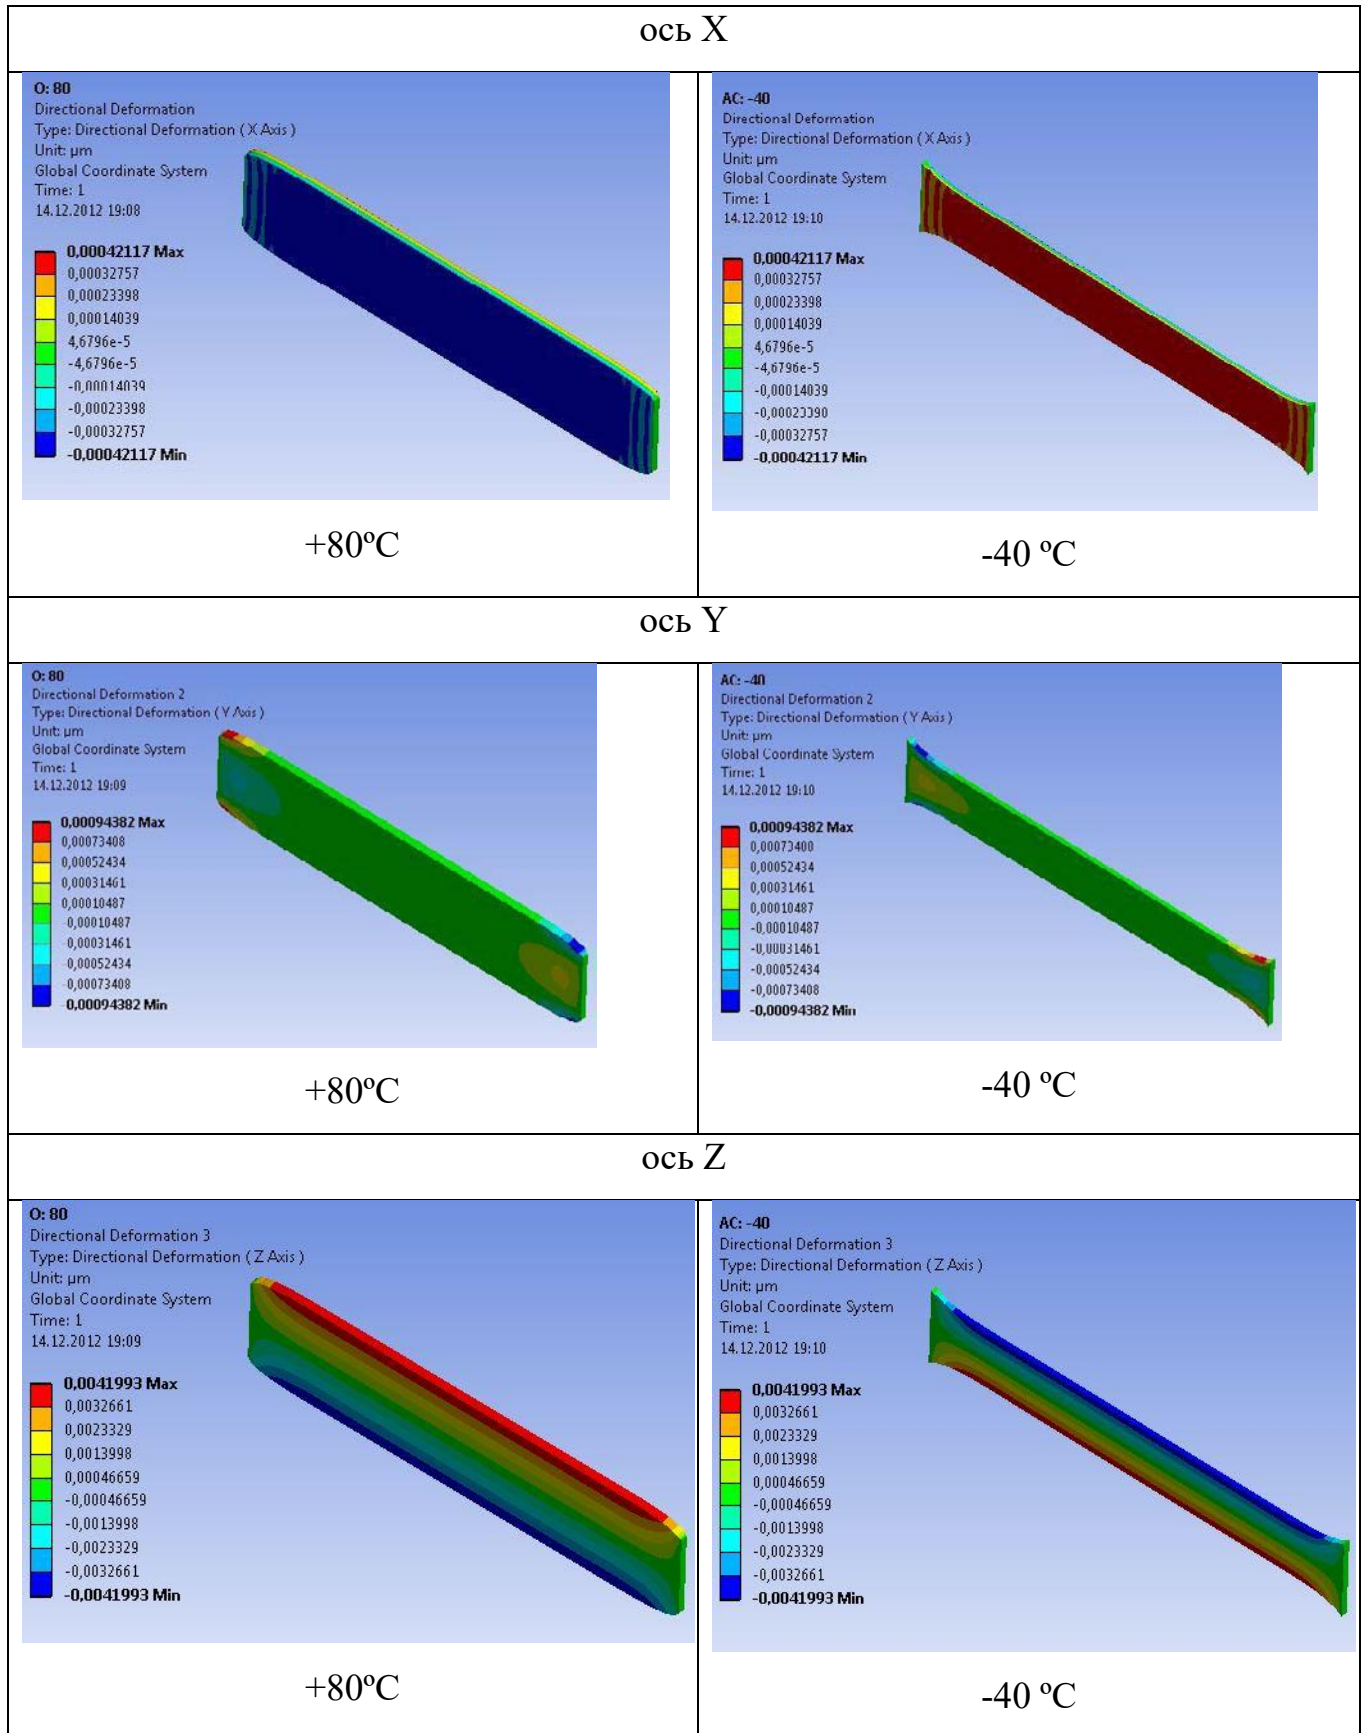 ось X
O: 80
Directional Deformation
Type: Directional Deformation ( X Axis )
Unit: µm
Global Coordinate System
Time: 1
14.12.2012 19:08
0,00042117 Max
0,00032757
0,00023398
0,00014039
4,6796e-5
-4,6796e-5
-0,00014039
-0,00023398
-0,00032757
-0,00042117 Min
+80ºC
AC: -40
Directional Deformation
Type: Directional Deformation ( X Axis )
Unit: µm
Global Coordinate System
Time: 1
14.12.2012 19:10
0,00042117 Max
0,00032757
0,00023398
0,00014039
4,6796e-5
-4,6796e-5
-0,00014039
-0,00023390
-0,00032757
-0,00042117 Min
-40 ºC
ось Y
O: 80
Directional Deformation 2
Type: Directional Deformation ( Y Axis )
Unit: µm
Global Coordinate System
Time: 1
14.12.2012 19:09
0,00094382 Max
0,00073408
0,00052434
0,00031461
0,00010487
-0,00010487
-0,00031461
-0,00052434
-0,00073408
-0,00094382 Min
+80ºC
AC: -40
Directional Deformation 2
Type: Directional Deformation ( Y Axis )
Unit: µm
Global Coordinate System
Time: 1
14.12.2012 19:10
0,00094382 Max
0,00073400
0,00052434
0,00031461
0,00010487
-0,00010487
-0,00031461
-0,00052434
-0,00073408
-0,00094382 Min
-40 ºC
ось Z
O: 80
Directional Deformation 3
Type: Directional Deformation ( Z Axis )
Unit: µm
Global Coordinate System
Time: 1
14.12.2012 19:09
0,0041993 Max
0,0032661
0,0023329
0,0013998
0,00046659
-0,00046659
-0,0013998
-0,0023329
-0,0032661
-0,0041993 Min
+80ºC
AC: -40
Directional Deformation 3
Type: Directional Deformation ( Z Axis )
Unit: µm
Global Coordinate System
Time: 1
14.12.2012 19:10
0,0041993 Max
0,0032661
0,0023329
0,0013998
0,00046659
-0,00046659
-0,0013998
-0,0023329
-0,0032661
-0,0041993 Min
-40 ºC